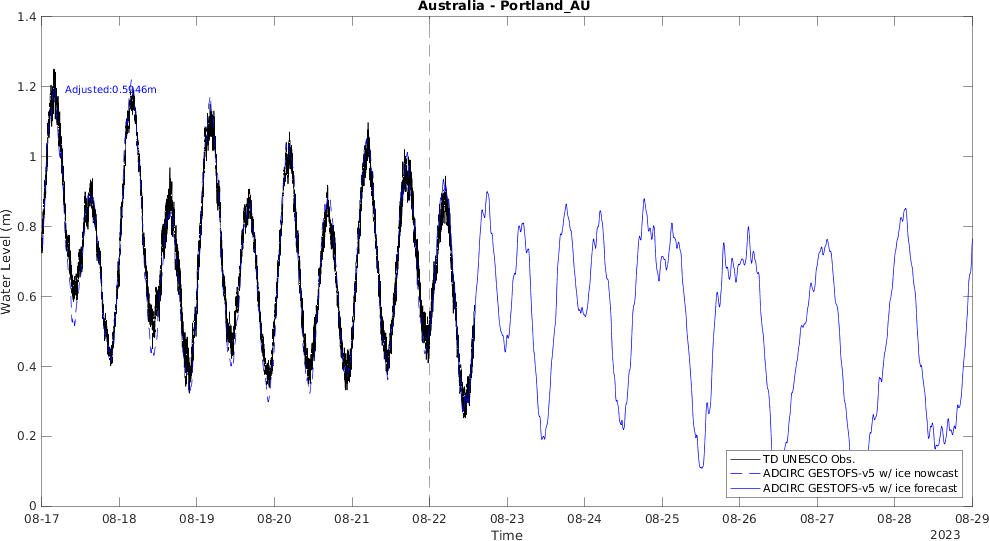 Australia - Portland_AU
1.4
1.2
1
0.8
0.6
0.4
0.2
0
Water Level (m)
Adjusted:0.5946m
TD UNESCO Obs.
ADCIRC GESTOFS-v5 w/ ice nowcast
ADCIRC GESTOFS-v5 w/ ice forecast
08-17 08-18 08-19 08-20 08-21 08-22 08-23 08-24 08-25 08-26 08-27 08-28 08-29
Time
2023